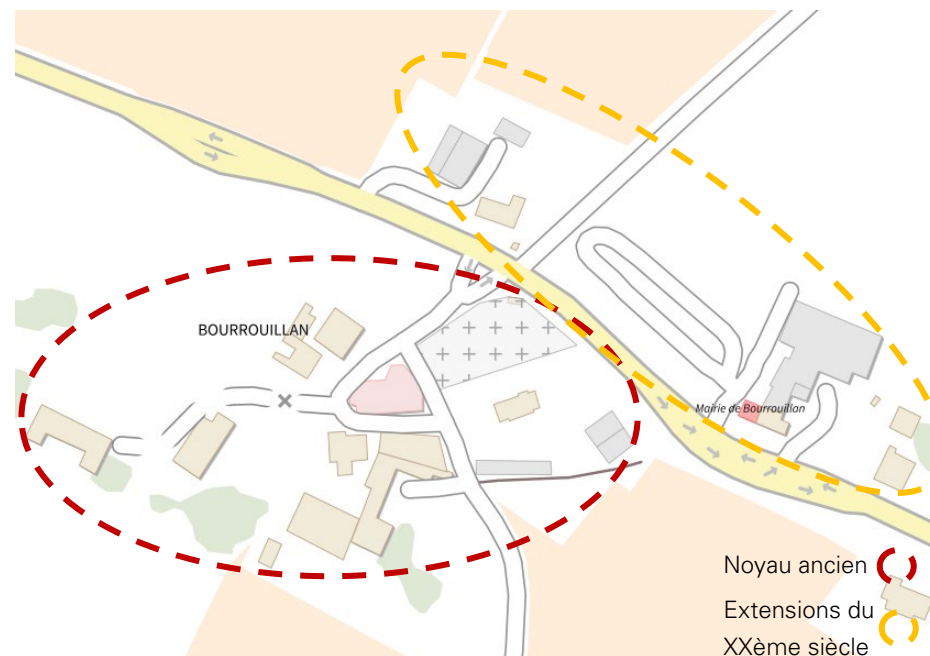 BOURROUILLAN
Mairie de Bourrouillan
Noyau ancien
Extensions du
XXème siècle